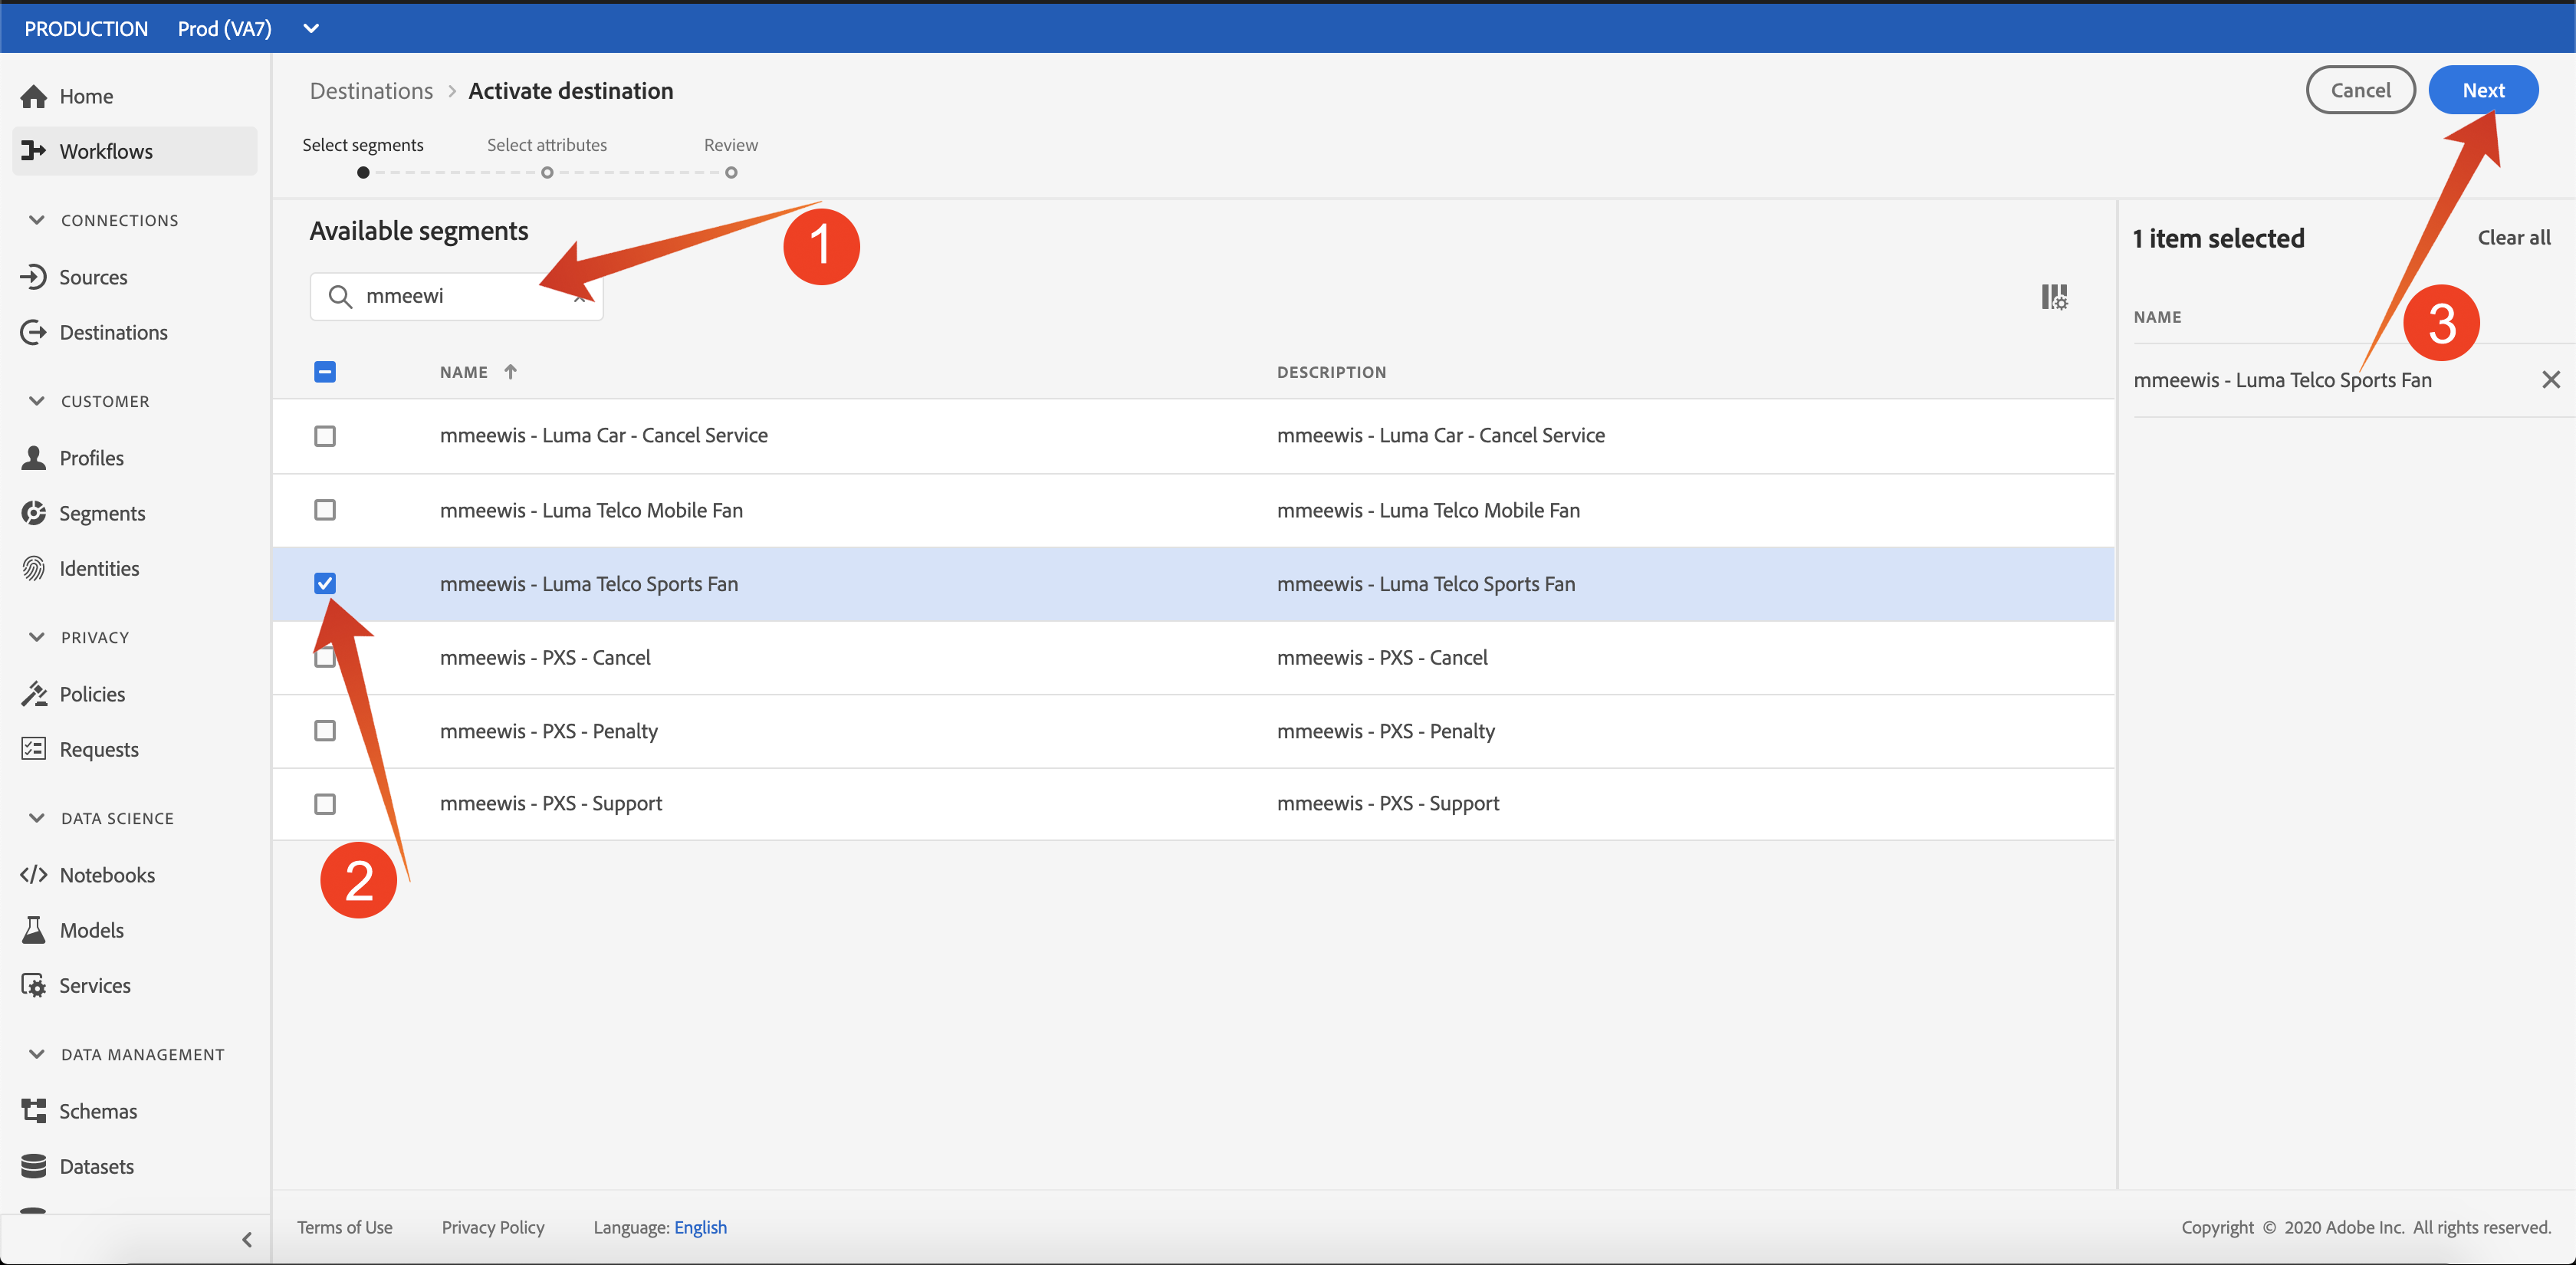 PRODUCTION Prod (VA7)
Home
Workflows
CONNECTIONS
Sources
Destinations
CUSTOMER
Profiles
Segments
Identities
PRIVACY
Policies
Requests
DATA SCIENCE
Notebooks
Models
Services
DATA MANAGEMENT
Schemas
Datasets
Destinations > Activate destination
Cancel Next
Select segments Select attributes Review
Available segments
1
mmeewi
NAME DESCRIPTION
mmeewis - Luma Car - Cancel Service mmeewis - Luma Car - Cancel Service
mmeewis - Luma Telco Mobile Fan mmeewis - Luma Telco Mobile Fan
mmeewis - Luma Telco Sports Fan mmeewis - Luma Telco Sports Fan
mmeewis - PXS - Cancel mmeewis - PXS - Cancel
mmeewis - PXS - Penalty mmeewis - PXS - Penalty
mmeewis - PXS - Support mmeewis - PXS - Support
2
1 item selected Clear all
3
NAME
mmeewis - Luma Telco Sports Fan
Terms of Use Privacy Policy Language: English Copyright © 2020 Adobe Inc. All rights reserved.